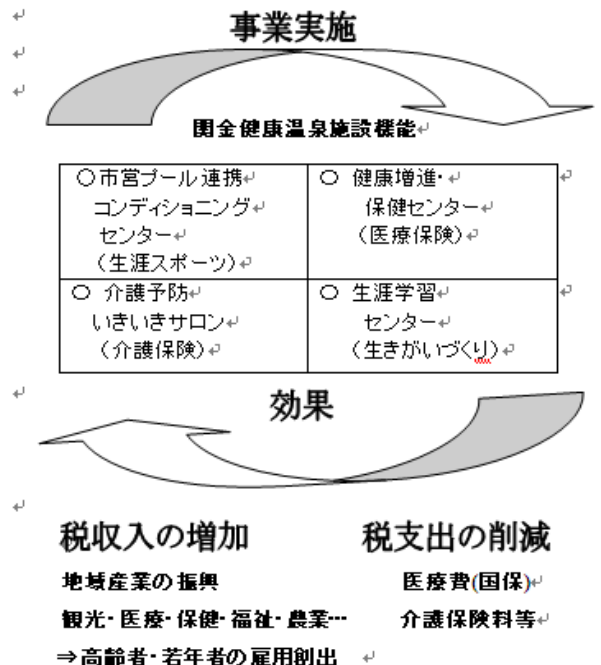 事業実施
関金健康温泉施設機能
〇市営プール連携
コンディショニング
センター
（生涯スポーツ）
〇 健康増進・
保健センター
（医療保険）
〇 介護予防
いきいきサロン
（介護保険）
〇 生涯学習
センター
（生きがいづくり）
効果
税収入の増加
税支出の削減
地域産業の振興
医療費(国保)
観光・医療・保健・福祉・農業…
介護保険料等
⇒高齢者・若年者の雇用創出